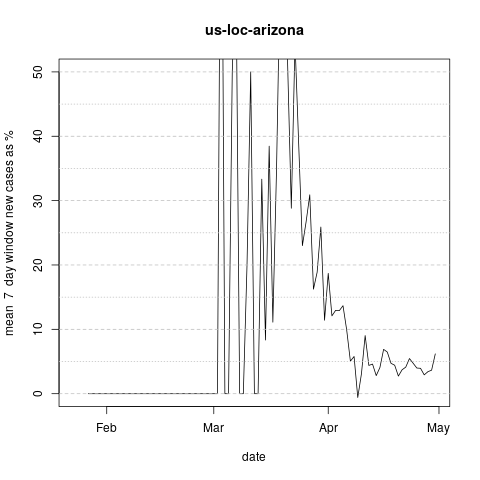 us-loc-arizona
mean 7 day window new cases as %
50
40
30
20
10
0
Feb
Mar
Apr
May
date